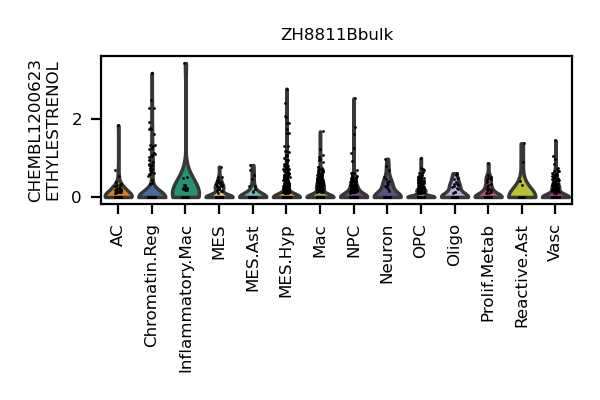 ZH8811Bbulk
CHEMBL1200623
ETHYLESTRENOL
2
0
AC
Chromatin.Reg
Inflammatory.Mac
MES
MES.Ast
MES.Hyp
Mac
NPC
Neuron
OPC
Oligo
Prolif.Metab
Reactive.Ast
Vasc